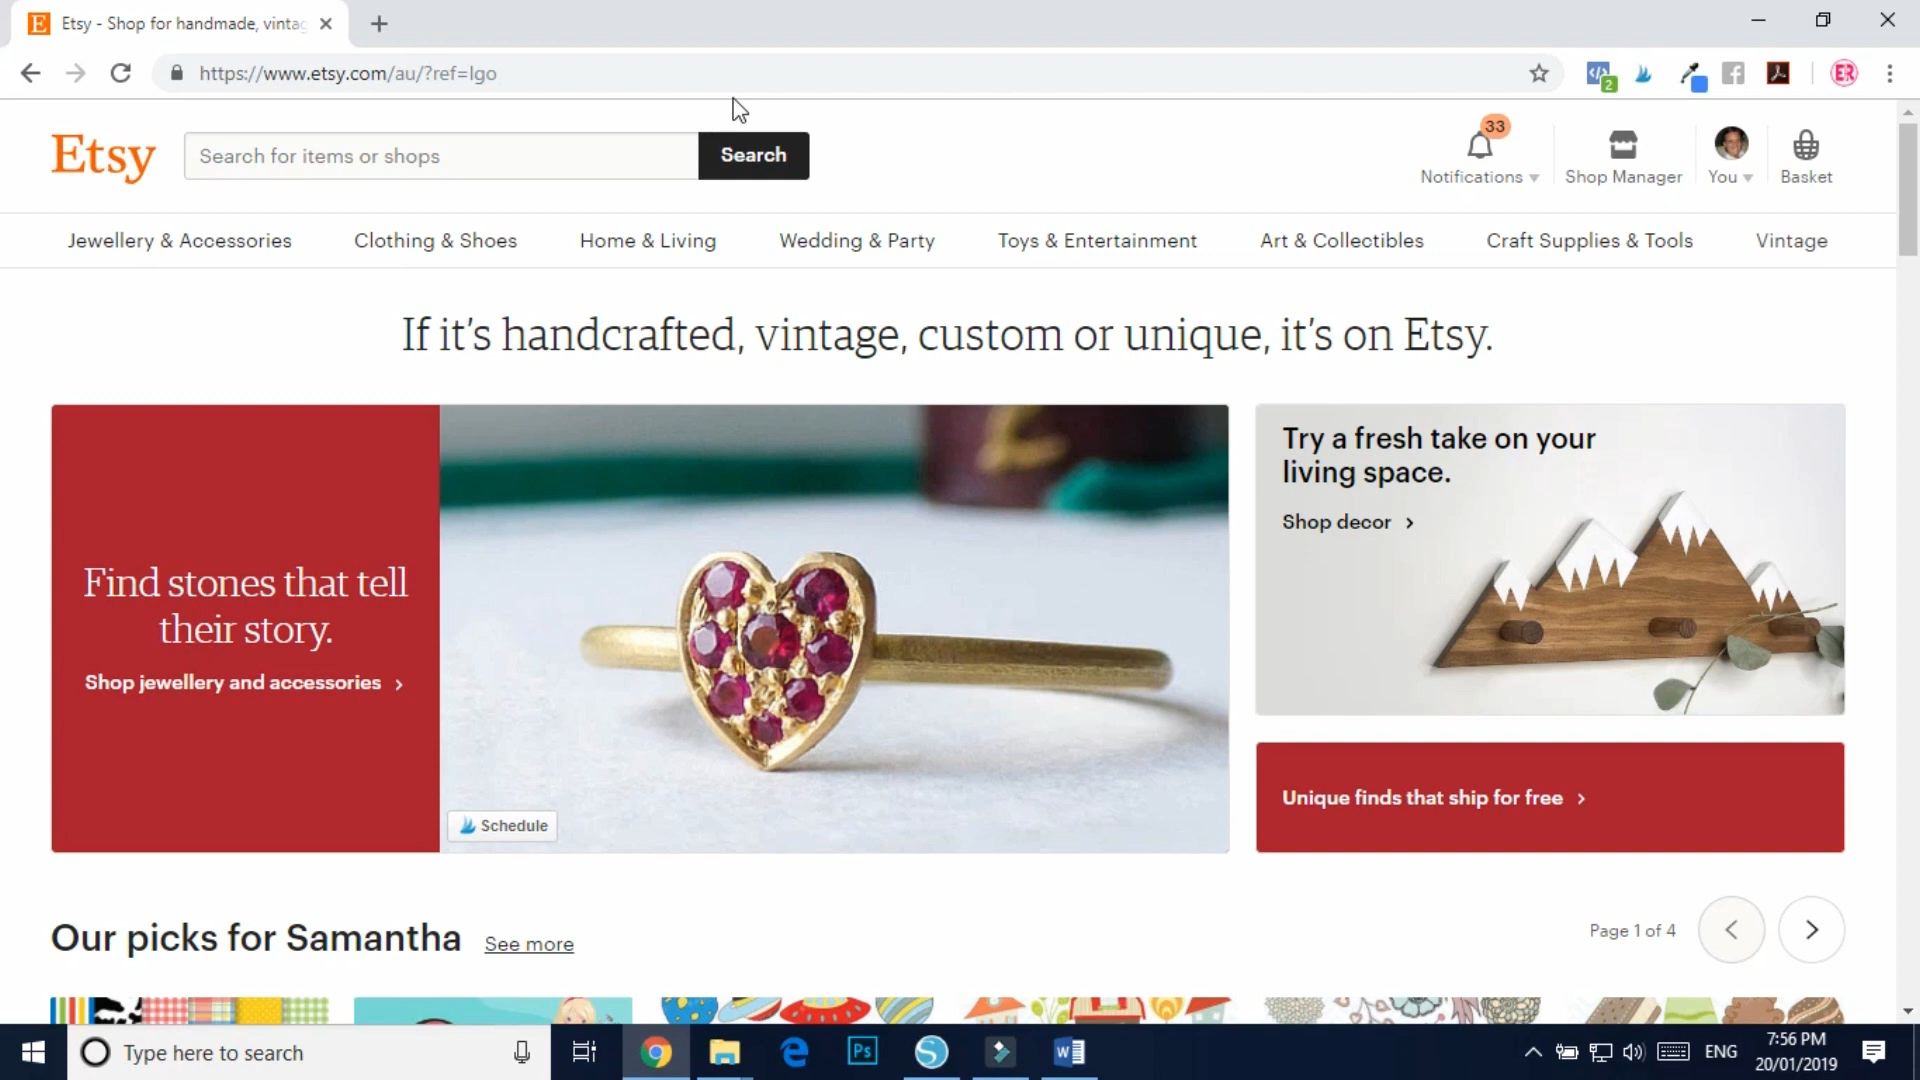 Etsy - Shop for handmade, vintag
https://www.etsy.com/au/?ref=lgo
2
ER
Etsy
Search for items or shops
Search
33
Notifications
Shop Manager
You
Basket
Jewellery & Accessories
Clothing & Shoes
Home & Living
Wedding & Party
Toys & Entertainment
Art & Collectibles
Craft Supplies & Tools
Vintage
If it's handcrafted, vintage, custom or unique, it's on Etsy.
Find stones that tell
their story.
Shop jewellery and accessories
Schedule
Try a fresh take on your
living space.
Shop decor
Unique finds that ship for free
Our picks for Samantha
See more
Page 1 of 4
Type here to search
Ps
ENG
7:56 PM
20/01/2019